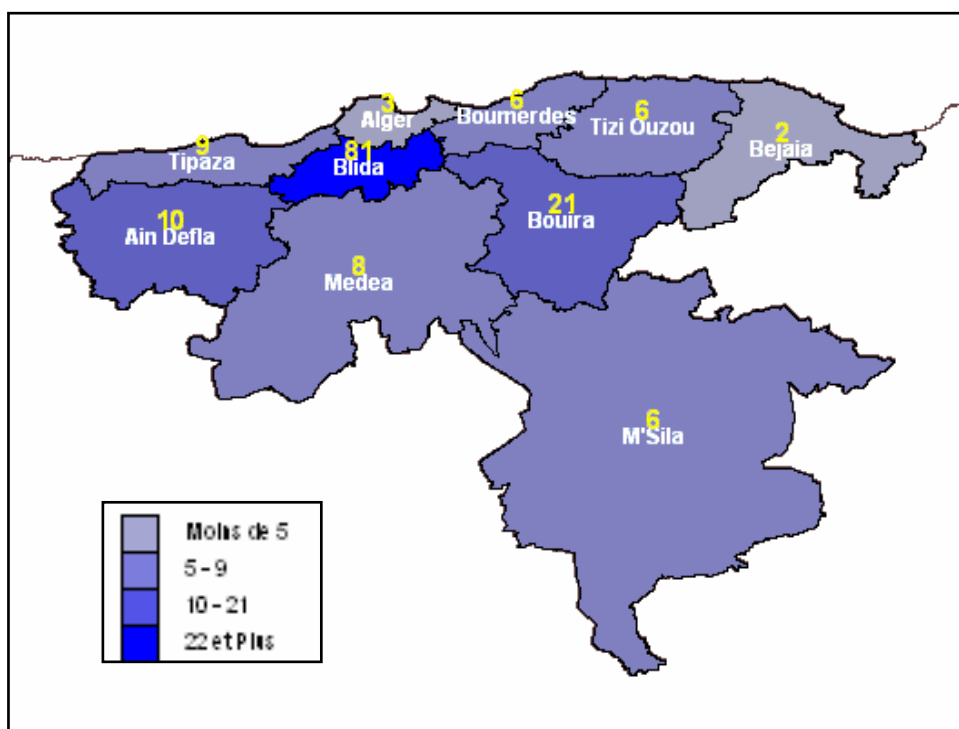 3
Alger
6
Boumerdes
6
Tizi Ouzou
2
Bejaia
9
Tipaza
81
Blida
10
Ain Defla
21
Bouira
8
Medea
6
M'Sila
Moins de 5
5 - 9
10 - 21
22 et Plus